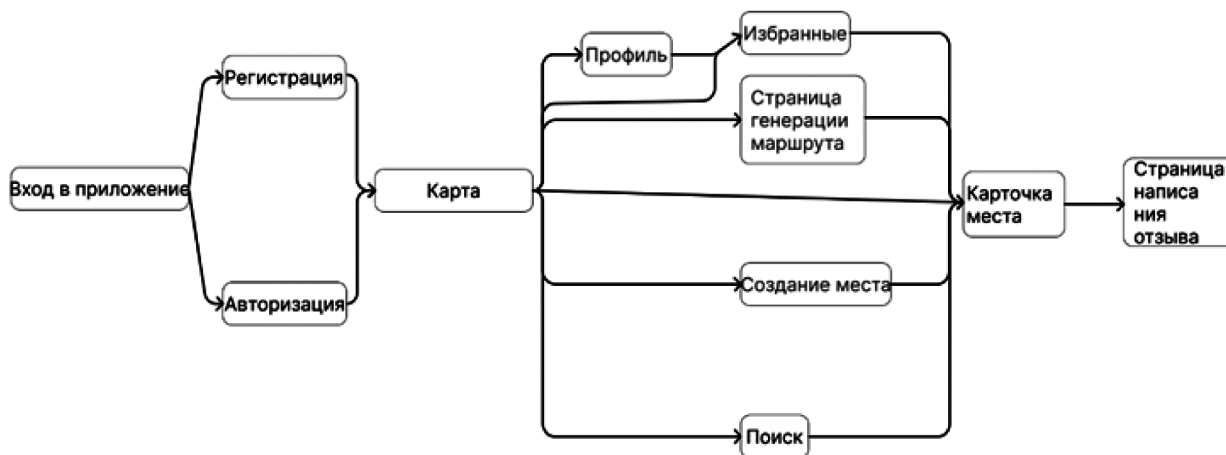 Вход в приложение
Регистрация
Авторизация
Карта
Профиль
Избранные
Страница
генерации
маршрута
Создание места
Поиск
Карточка
места
Страница
написа
ния
отзыва